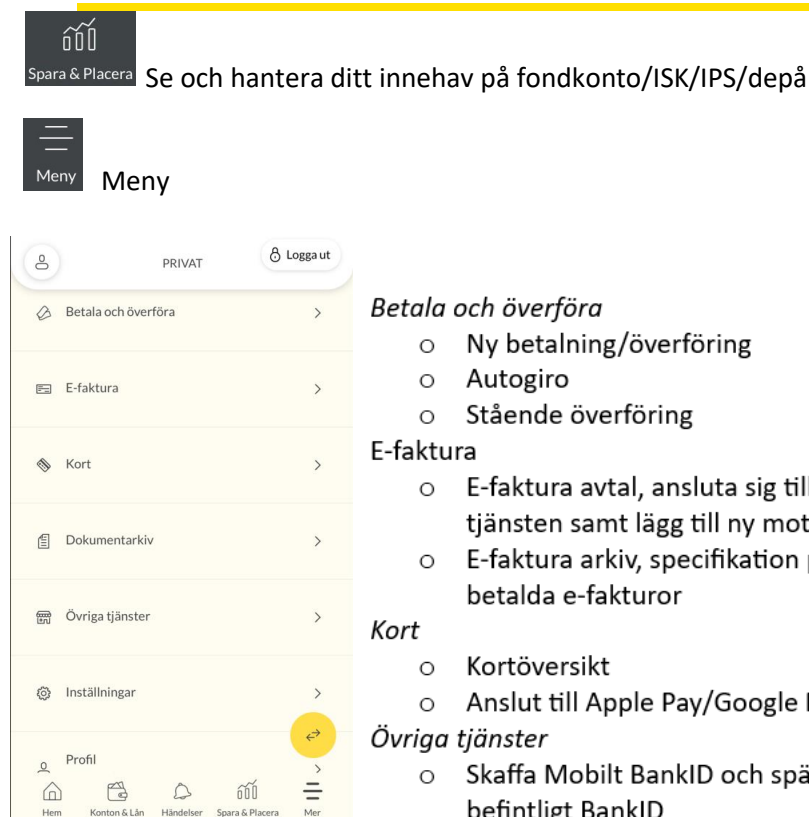 Spara & Placera Se och hantera ditt innehav på fondkonto/ISK/IPS/depå
Meny Meny
PRIVAT
Logga ut
Betala och överföra
E-faktura
Kort
Dokumentarkiv
Övriga tjänster
Inställningar
Profil
Hem Konton & Lån Händelser Spara & Placera Mer
Betala och överföra
o Ny betalning/överföring
o Autogiro
o Stående överföring
E-faktura
o E-faktura avtal, ansluta sig till
tjänsten samt lägg till ny
o E-faktura arkiv, specifikation
betalda e-fakturor
Kort
o Kortöversikt
o Anslut till Apple Pay/Google
Övriga tjänster
o Skaffa Mobilt BankID och
befintligt BankID